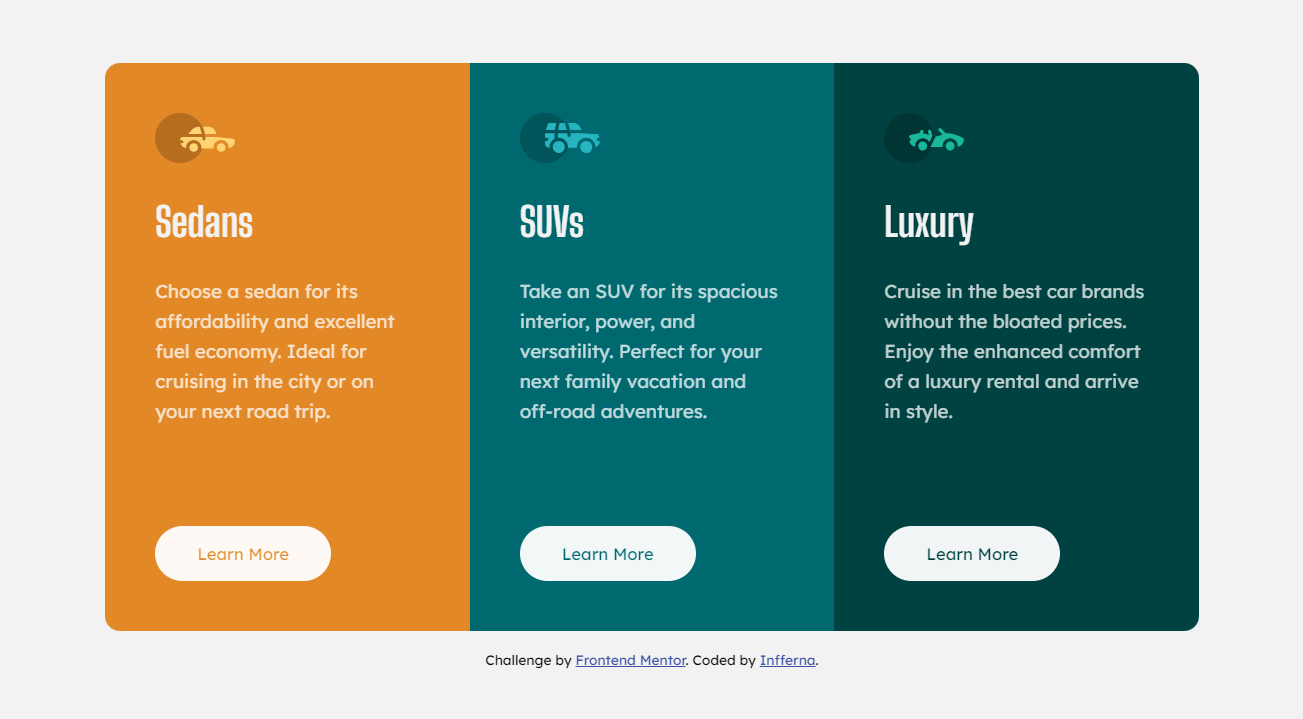 Sedans
Choose a sedan for its
affordability and excellent
fuel economy. Ideal for
cruising in the city or on
your next road trip.
Learn More
SUVs
Take an SUV for its spacious
interior, power, and
versatility. Perfect for your
next family vacation and
off-road adventures.
Learn More
Luxury
Cruise in the best car brands
without the bloated prices.
Enjoy the enhanced comfort
of a luxury rental and arrive
in style.
Learn More
Challenge by Frontend Mentor. Coded by Infferna.